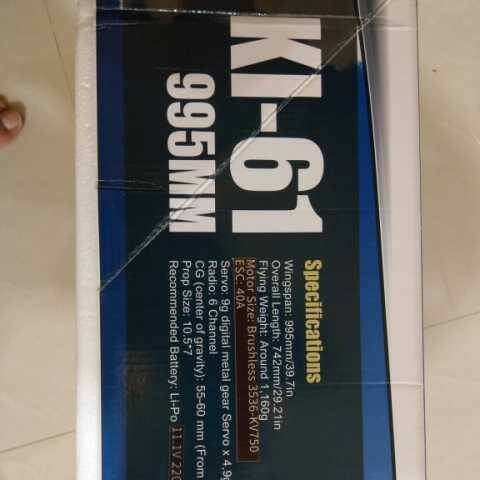 KI-61
995MM
Specifications
Wingspan: 995mm/39.7in
Overall Length: 742mm/29.21in
Flying Weight: Around 1,160g
Motor Size: Brushless 3536-KV750
ESC: 40A
Servo: 9g digital metal gear Servo x 4,9g
Radio: 6 Channel
CG (center of gravity): 55-60 mm (From
Prop Size: 10.5*7
Recommended Battery: Li-Po 11.1V 220